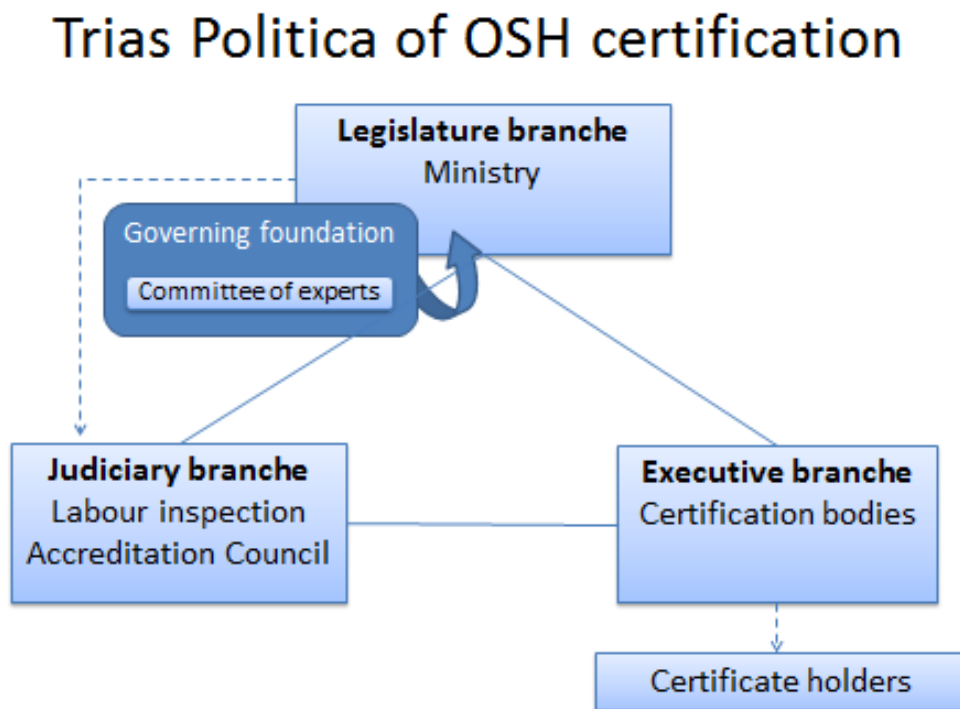 Trias Politica of OSH certification
Legislature branche
Ministry
Governing foundation
Committee of experts
Judiciary branche
Labour inspection
Accreditation Council
Executive branche
Certification bodies
Certificate holders